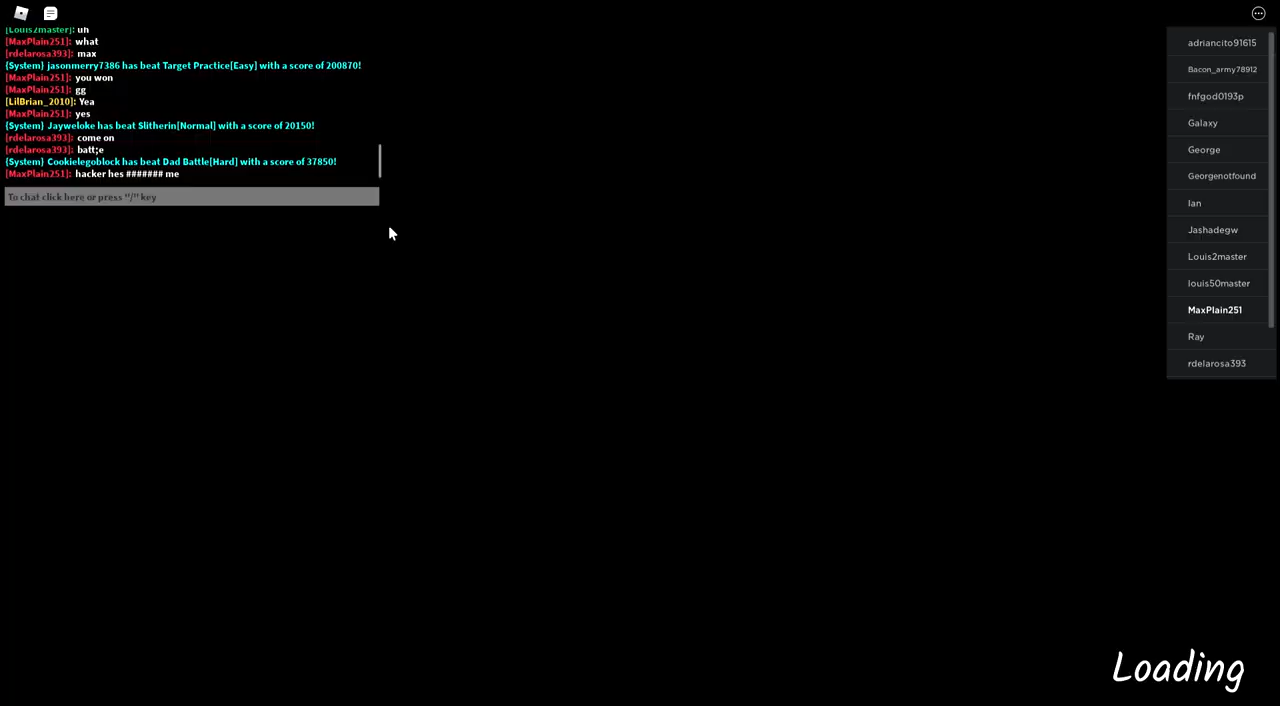 [Louis2master]: uh
[MaxPlain251]: what
[rdelarosa393]: max
{System} jasonmerry7386 has beat Target Practice[Easy] with a score of 200870!
[MaxPlain251]: you won
[MaxPlain251]: gg
[LilBrian_2010]: Yea
[MaxPlain251]: yes
{System} Jayweloke has beat Slitherin[Normal] with a score of 20150!
[rdelarosa393]: come on
[rdelarosa393]: batt;e
{System} Cookielegoblock has beat Dad Battle[Hard] with a score of 37850!
[MaxPlain251]: hacker hes ####### me
To chat click here or press "/" key
adriancito91615
Bacon_army78912
fnfgod0193p
Galaxy
George
Georgenotfound
Ian
Jashadegw
Louis2master
louis50master
MaxPlain251
Ray
rdelarosa393
Loading